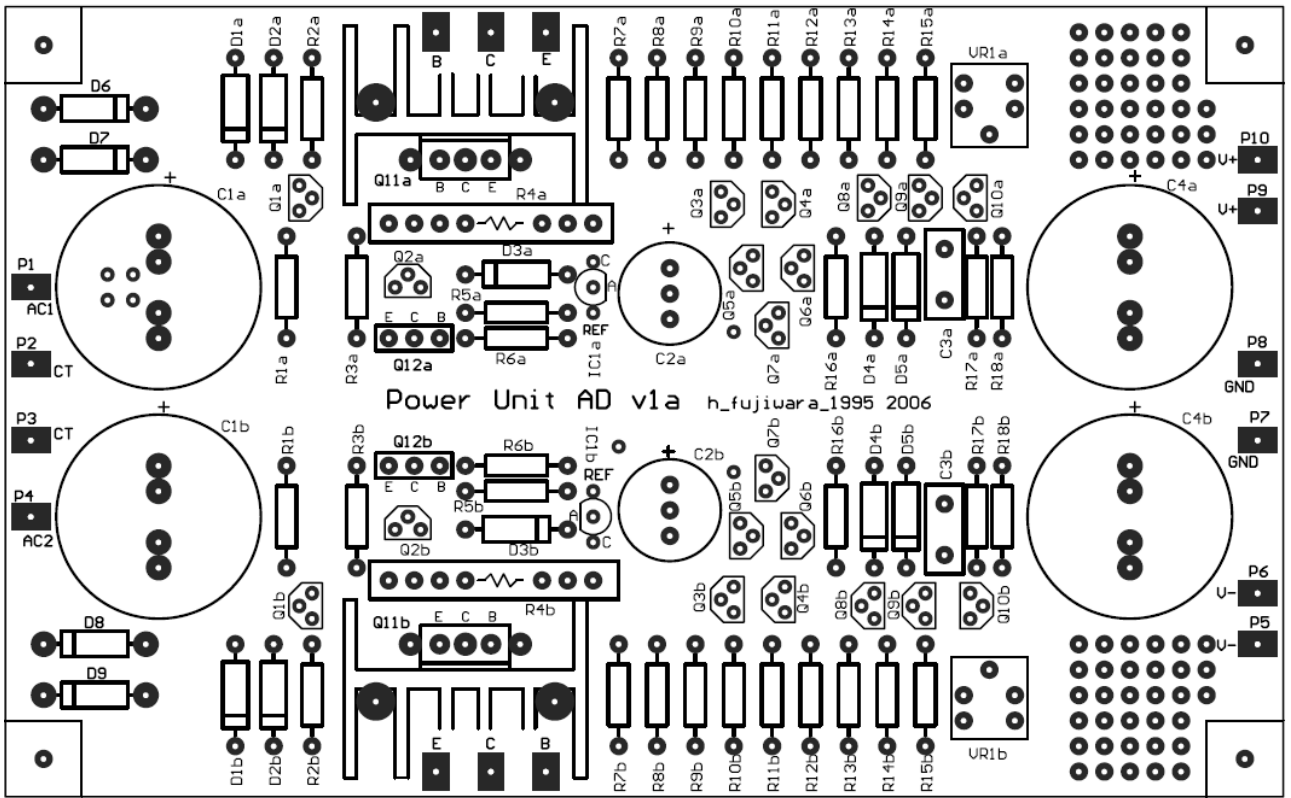 D1a D2a R2a B C E R7a R8a R9a R10a R11a R12a R13a R14a R15a VR1a
D6
D7
P10
V+
P9
V+
Q11a B C E R4a
Q1a Q3a Q4a Q8a Q9a Q10a
+ C1a + + C4a
Q2a D3a C
P1
AC1
R5a A Q5a Q6a
E C B REF
P2
CT
R1a R3a Q12a R6a IC1a C2a Q7a R16a D4a D5a C3a R17a R18a
P8
GND
Power Unit AD v1a h_fujiwara_1995 2006
P3
CT
+ C1b R1b R3b Q12b R6b IC1b + C2b Q7b R16b D4b D5b C3b R17b R18b + C4b
P7
GND
E C B REF
P4
AC2
R5b A Q5b Q6b
Q2b D3b C
Q1b R4b Q3b Q4b Q8b Q9b Q10b
P6
V-
P5
V-
Q11b E C B
D8
D9
E C B
D1b D2b R2b R7b R8b R9b R10b R11b R12b R13b R14b R15b VR1b